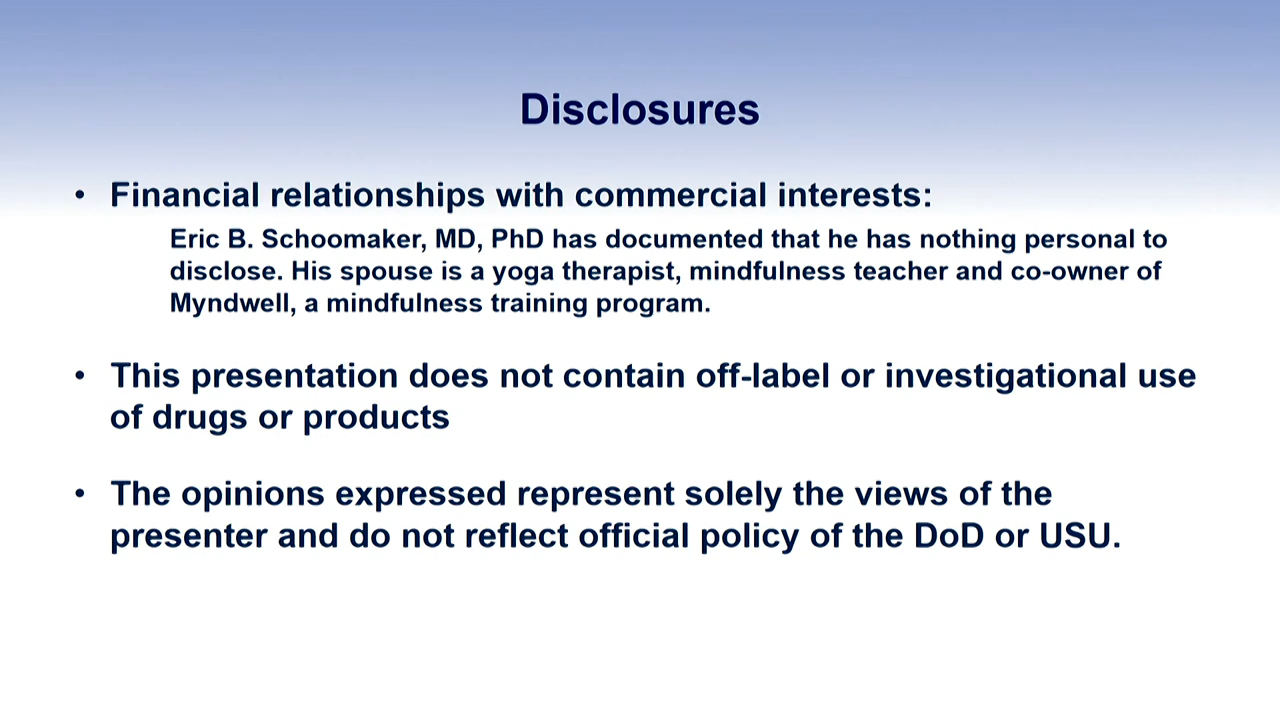 Disclosures
• Financial relationships with commercial interests:
Eric B. Schoomaker, MD, PhD has documented that he has nothing personal to
disclose. His spouse is a yoga therapist, mindfulness teacher and co-owner of
Myndwell, a mindfulness training program.
• This presentation does not contain off-label or investigational use
of drugs or products
• The opinions expressed represent solely the views of the
presenter and do not reflect official policy of the DoD or USU.